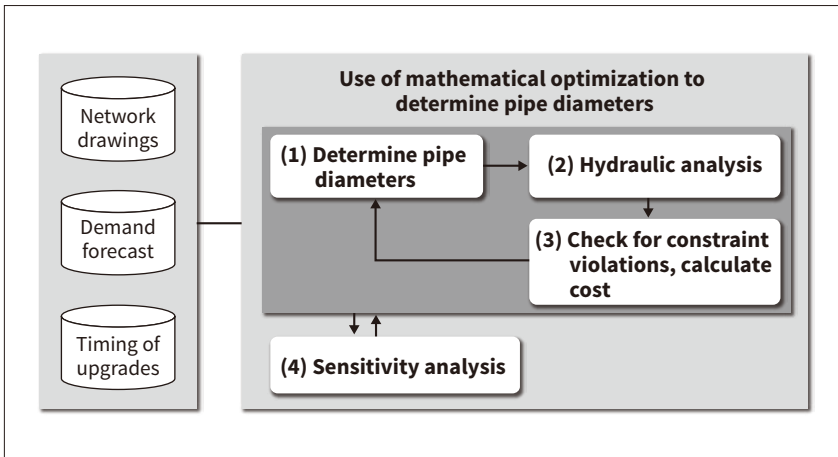 Network
drawings
Demand
forecast
Timing of
upgrades
Use of mathematical optimization to
determine pipe diameters
(1) Determine pipe
diameters
(2) Hydraulic analysis
(3) Check for constraint
violations, calculate
cost
(4) Sensitivity analysis